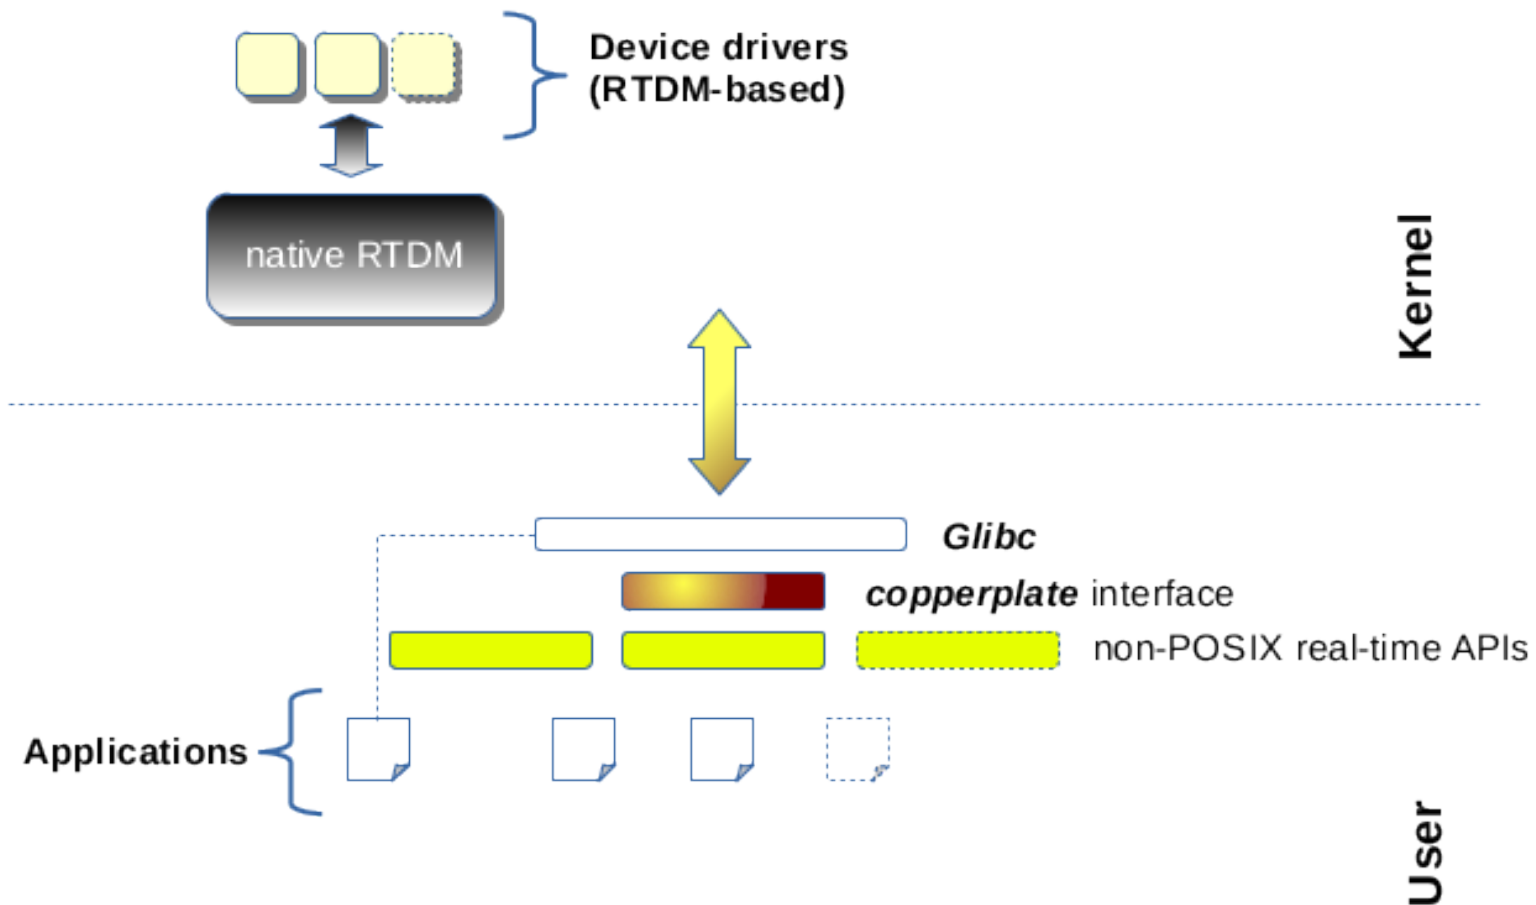 Device drivers
(RTDM-based)
native RTDM
Kernel
Glibc
copperplate interface
non-POSIX real-time APIs
Applications
User